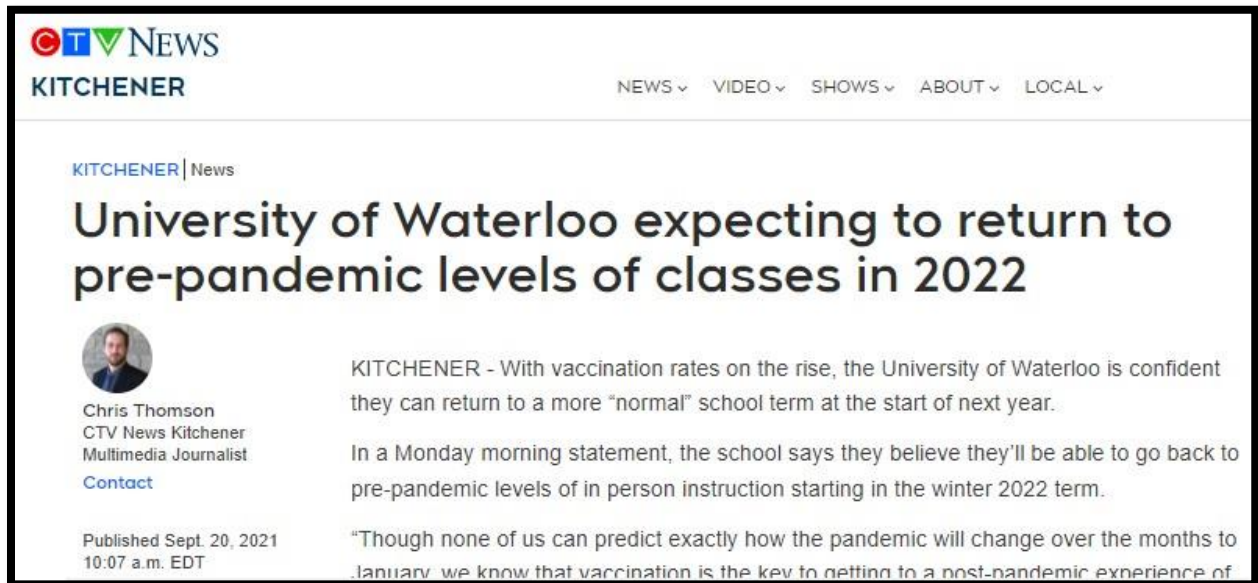 CTV NEWS
KITCHENER
NEWS VIDEO SHOWS ABOUT LOCAL
KITCHENER | News
University of Waterloo expecting to return to
pre-pandemic levels of classes in 2022
Chris Thomson
CTV News Kitchener
Multimedia Journalist
Contact
Published Sept. 20, 2021
10:07 a.m. EDT
KITCHENER - With vaccination rates on the rise, the University of Waterloo is confident
they can return to a more “normal” school term at the start of next year.
In a Monday morning statement, the school says they believe they’ll be able to go back to
pre-pandemic levels of in person instruction starting in the winter 2022 term.
“Though none of us can predict exactly how the pandemic will change over the months to
January, we know that vaccination is the key to getting to a post-pandemic experience of